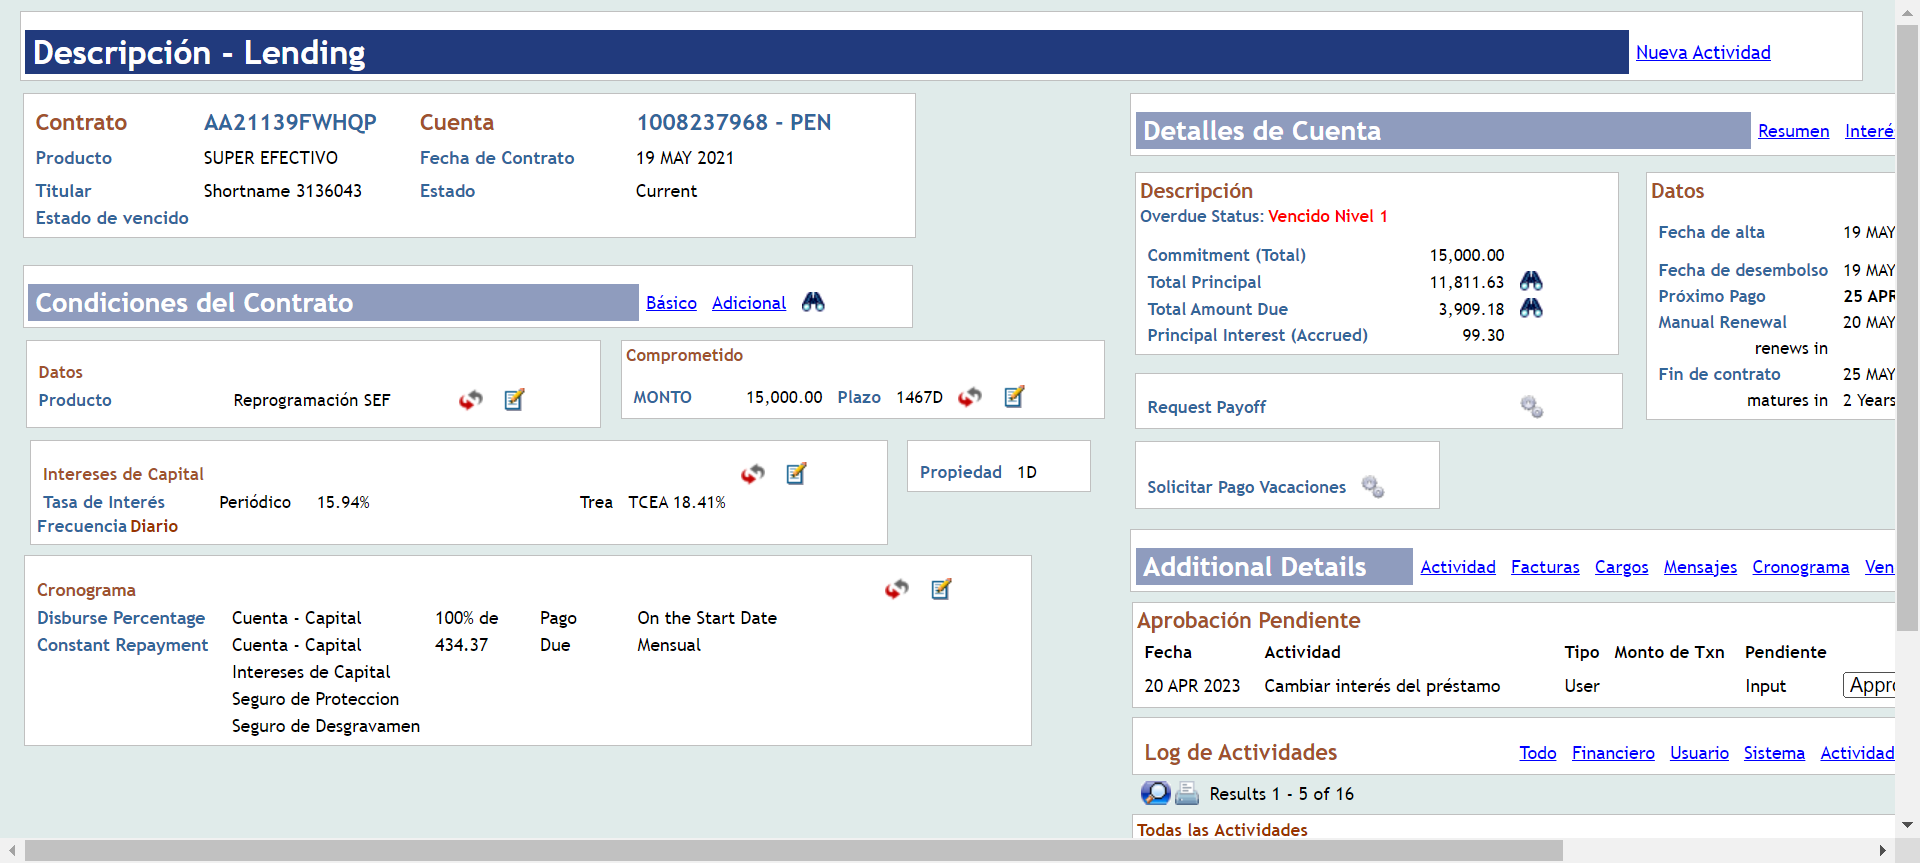 Descripción - Lending
Nueva Actividad
Contrato AA21139FWHQP Cuenta 1008237968 - PEN
Producto SUPER EFECTIVO Fecha de Contrato 19 MAY 2021
Titular Shortname 3136043 Estado Current
Estado de vencido
Condiciones del Contrato Básico Adicional
Datos
Producto Reprogramación SEF
Comprometido
MONTO 15,000.00 Plazo 1467D
Intereses de Capital
Tasa de Interés Periódico 15.94% Trea TCEA 18.41%
Frecuencia Diario
Propiedad 1D
Cronograma
Disburse Percentage Cuenta - Capital 100% de Pago On the Start Date
Constant Repayment Cuenta - Capital 434.37 Due Mensual
Intereses de Capital
Seguro de Proteccion
Seguro de Desgravamen
Detalles de Cuenta Resumen Interé
Descripción
Overdue Status: Vencido Nivel 1
Commitment (Total) 15,000.00
Total Principal 11,811.63
Total Amount Due 3,909.18
Principal Interest (Accrued) 99.30
Datos
Fecha de alta 19 MAY
Fecha de desembolso 19 MAY
Próximo Pago 25 APR
Manual Renewal 20 MAY
renews in
Fin de contrato 25 MAY
matures in 2 Years
Request Payoff
Solicitar Pago Vacaciones
Additional Details Actividad Facturas Cargos Mensajes Cronograma Ven
Aprobación Pendiente
Fecha Actividad Tipo Monto de Txn Pendiente
20 APR 2023 Cambiar interés del préstamo User Input Appro
Log de Actividades Todo Financiero Usuario Sistema Actividad
Results 1 - 5 of 16
Todas las Actividades